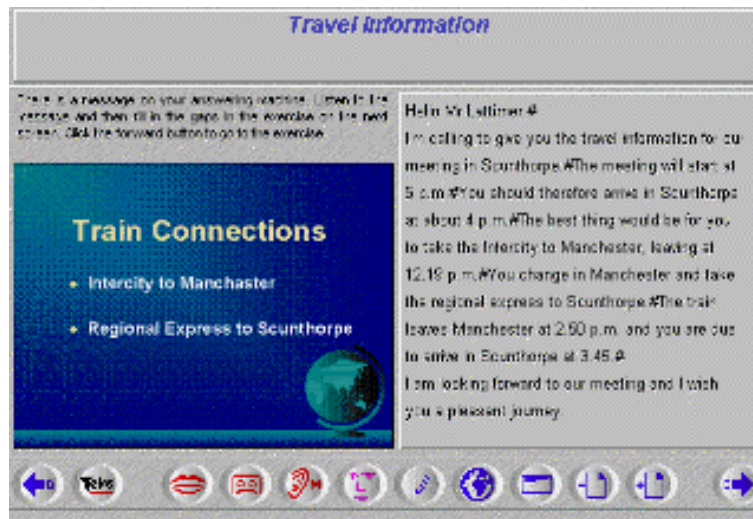 Travel Information
There is a message on your answering machine. Listen to the
message and then fill in the gaps in the exercise on the next
screen. Click the forward button to go to the exercise.
Train Connections
• Intercity to Manchaster
• Regional Express to Scunthorpe
Hello Mr Lattimer.#
I'm calling to give you the travel information for our
meeting in Scunthorpe.#The meeting will start at
5 p.m.#You should therefore arrive in Scunthorpe
at about 4 p.m.#The best thing would be for you
to take the Intercity to Manchester, leaving at
12.19 p.m.#You change in Manchester and take
the regional express to Scunthorpe.#The train
leaves Manchester at 2.50 p.m. and you are due
to arrive in Scunthorpe at 3.45.#
I am looking forward to our meeting and I wish
you a pleasant journey.